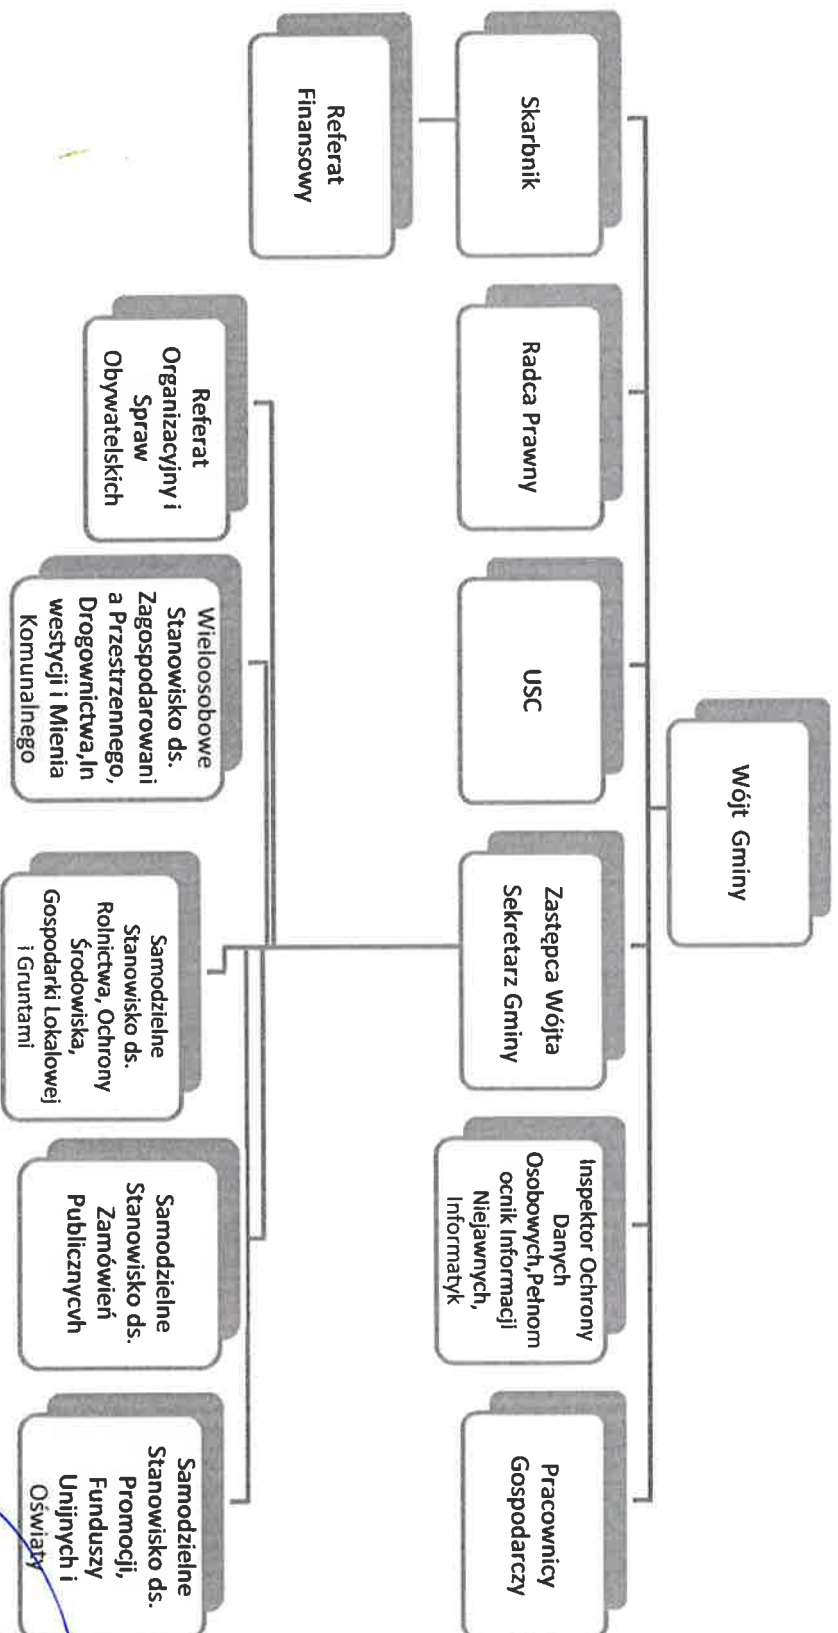 Wójt Gminy
Skarbnik
Radca Prawny
USC
Zastępca Wójta
Sekretarz Gminy
Inspektor Ochrony
Danych
Osobowych,Pełnom
ocnik Informacji
Niejawnych,
Informatyk
Pracownicy
Gospodarczy
Referat
Finansowy
Referat
Organizacyjny i
Spraw
Obywatelskich
Wieloosobowe
Stanowisko ds.
Zagospodarowani
a Przestrzennego,
Drogownictwa,In
westycji i Mienia
Komunalnego
Samodzielne
Stanowisko ds.
Rolnictwa, Ochrony
Środowiska,
Gospodarki Lokalowej
i Gruntami
Samodzielne
Stanowisko ds.
Zamówień
Publicznycvh
Samodzielne
Stanowisko ds.
Promocji,
Funduszy
Unijnych i
Oświaty